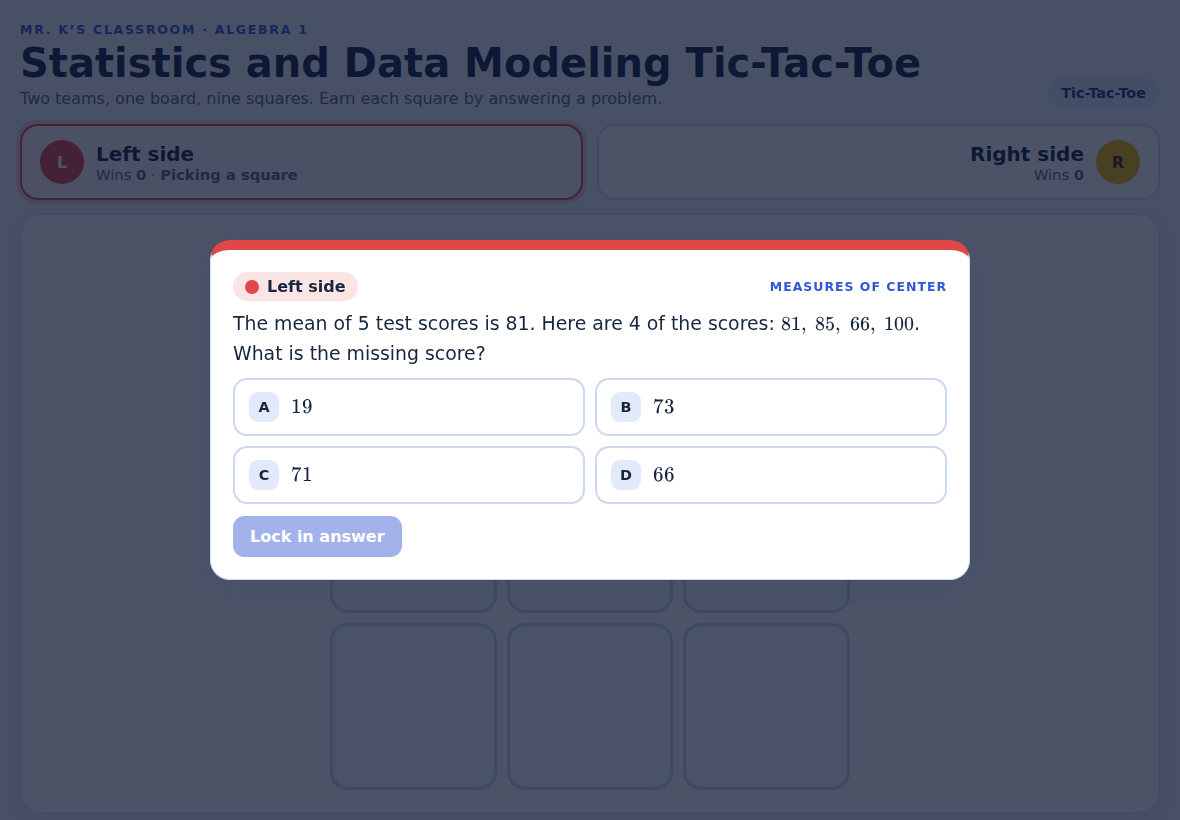 MR. K'S CLASSROOM · ALGEBRA 1
Statistics and Data Modeling Tic-Tac-Toe
Two teams, one board, nine squares. Earn each square by answering a problem.
Tic-Tac-Toe
L
Left side
Wins 0 · Picking a square
Right side
Wins 0
R
Left side
MEASURES OF CENTER
The mean of 5 test scores is 81. Here are 4 of the scores: 81, 85, 66, 100.
What is the missing score?
A 19
B 73
C 71
D 66
Lock in answer